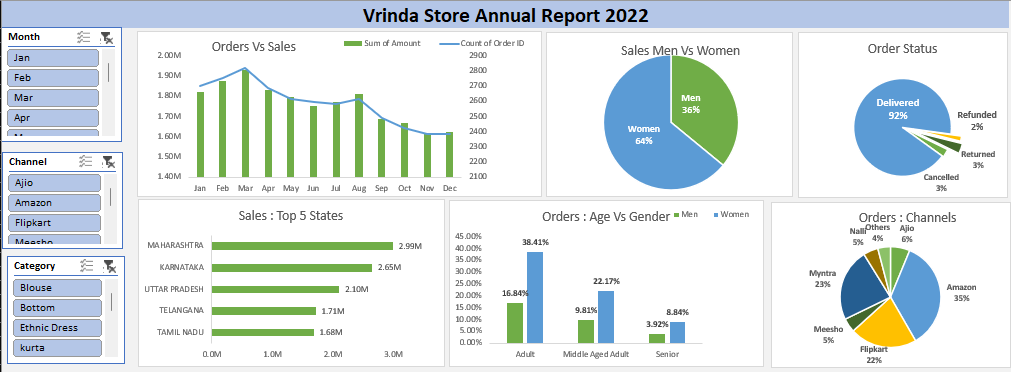 Vrinda Store Annual Report 2022
Month
Jan
Feb
Mar
Apr
Channel
Ajio
Amazon
Flipkart
Meesho
Category
Blouse
Bottom
Ethnic Dress
kurta
Orders Vs Sales
Sum of Amount
Count of Order ID
2.00M
1.90M
1.80M
1.70M
1.60M
1.50M
1.40M
2900
2800
2700
2600
2500
2400
2300
2200
2100
Jan Feb Mar Apr May Jun Jul Aug Sep Oct Nov Dec
Sales Men Vs Women
Men
36%
Women
64%
Order Status
Delivered
92%
Refunded
2%
Returned
3%
Cancelled
3%
Sales : Top 5 States
MAHARASHTRA 2.99M
KARNATAKA 2.65M
UTTAR PRADESH 2.10M
TELANGANA 1.71M
TAMIL NADU 1.68M
0.0M 1.0M 2.0M 3.0M
Orders : Age Vs Gender
Men Women
45.00%
40.00%
35.00%
30.00%
25.00%
20.00%
15.00%
10.00%
5.00%
0.00%
16.84% 38.41%
9.81% 22.17%
3.92% 8.84%
Adult Middle Aged Adult Senior
Orders : Channels
Nalli
5%
Others
4%
Ajio
6%
Myntra
23%
Amazon
35%
Meesho
5%
Flipkart
22%